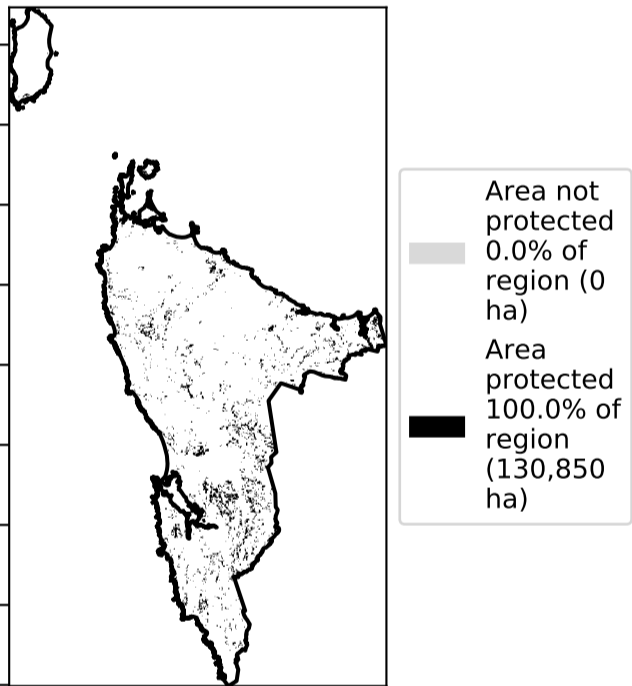 Area not
protected
0.0% of
region (0
ha)
Area
protected
100.0% of
region
(130,850
ha)